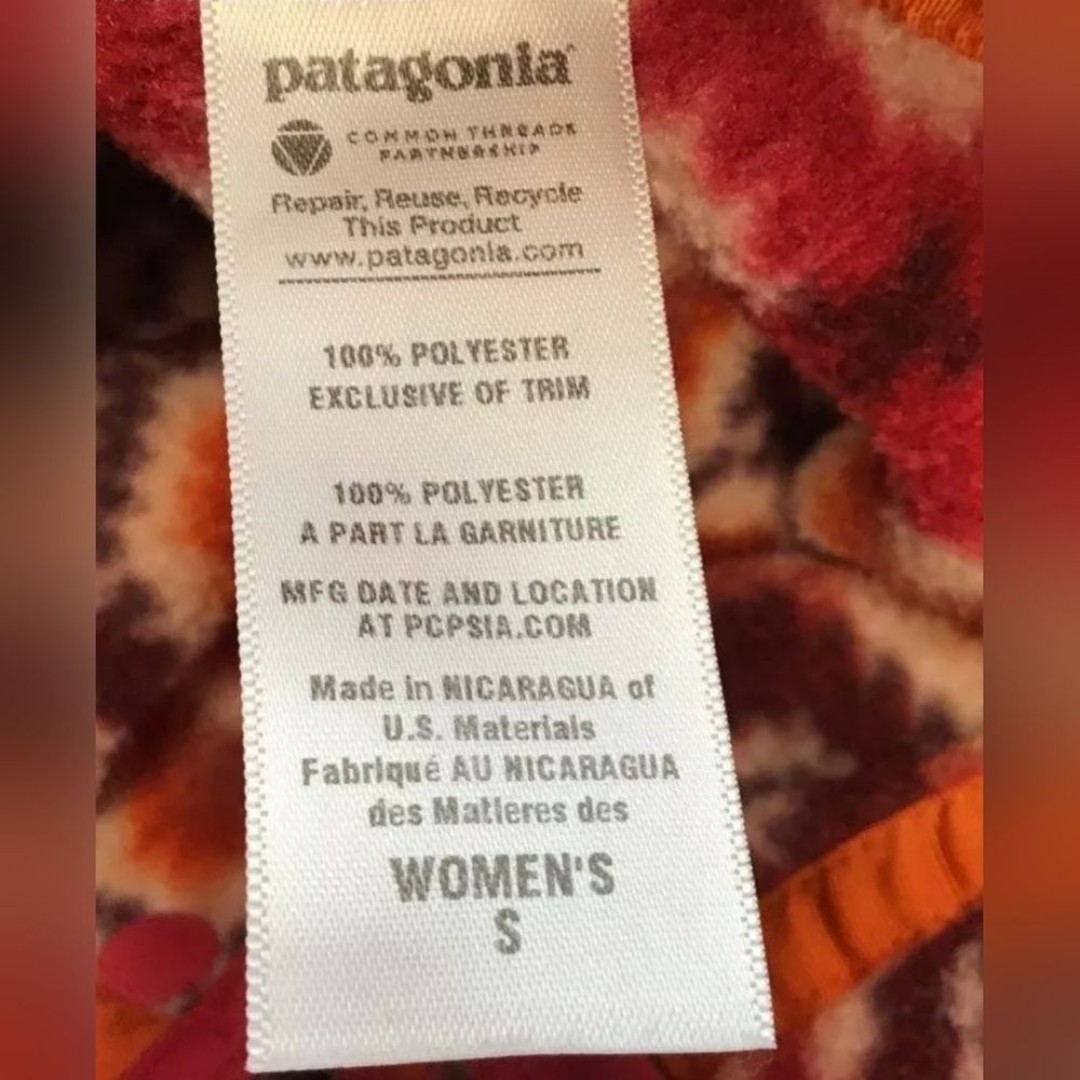 patagonia
COMMON THREADS
PARTNERSHIP
Repair, Reuse, Recycle
This Product
www.patagonia.com
100% POLYESTER
EXCLUSIVE OF TRIM
100% POLYESTER
A PART LA GARNITURE
MFG DATE AND LOCATION
AT PCPSIA.COM
Made in NICARAGUA of
U.S. Materials
Fabriqué AU NICARAGUA
des Matieres des
WOMEN'S
S